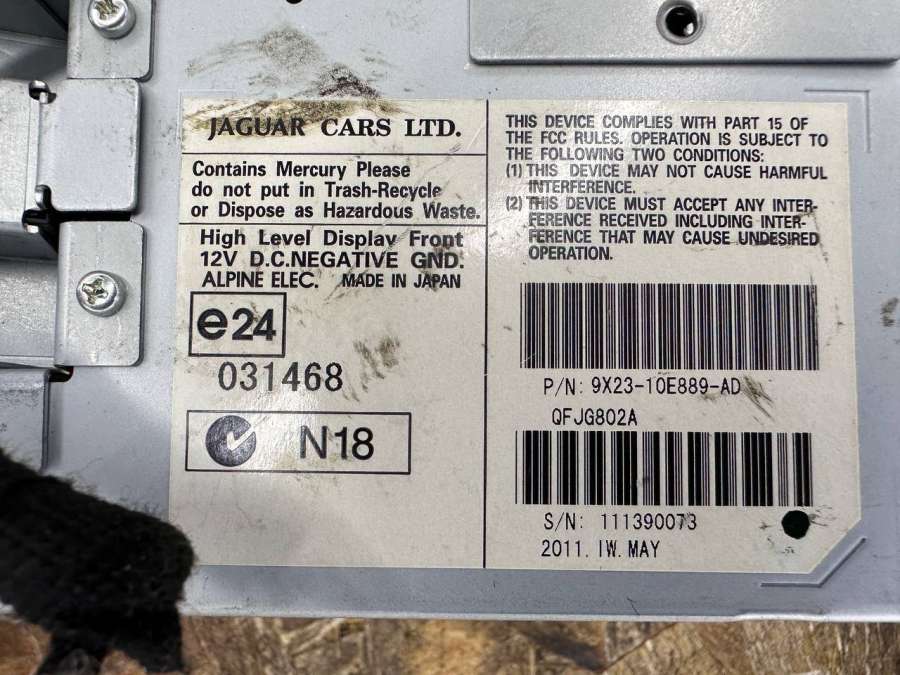 JAGUAR CARS LTD.
Contains Mercury Please
do not put in Trash-Recycle
or Dispose as Hazardous Waste.
High Level Display Front
12V D.C.NEGATIVE GND.
ALPINE ELEC. MADE IN JAPAN
e24
031468
N18
THIS DEVICE COMPLIES WITH PART 15 OF
THE FCC RULES. OPERATION IS SUBJECT TO
THE FOLLOWING TWO CONDITIONS:
(1) THIS DEVICE MAY NOT CAUSE HARMFUL
INTERFERENCE.
(2) THIS DEVICE MUST ACCEPT ANY INTER-
FERENCE RECEIVED INCLUDING INTER-
FERENCE THAT MAY CAUSE UNDESIRED
OPERATION.
P/N: 9X23-10E889-AD
QFJG802A
S/N: 111390073
2011. IW. MAY